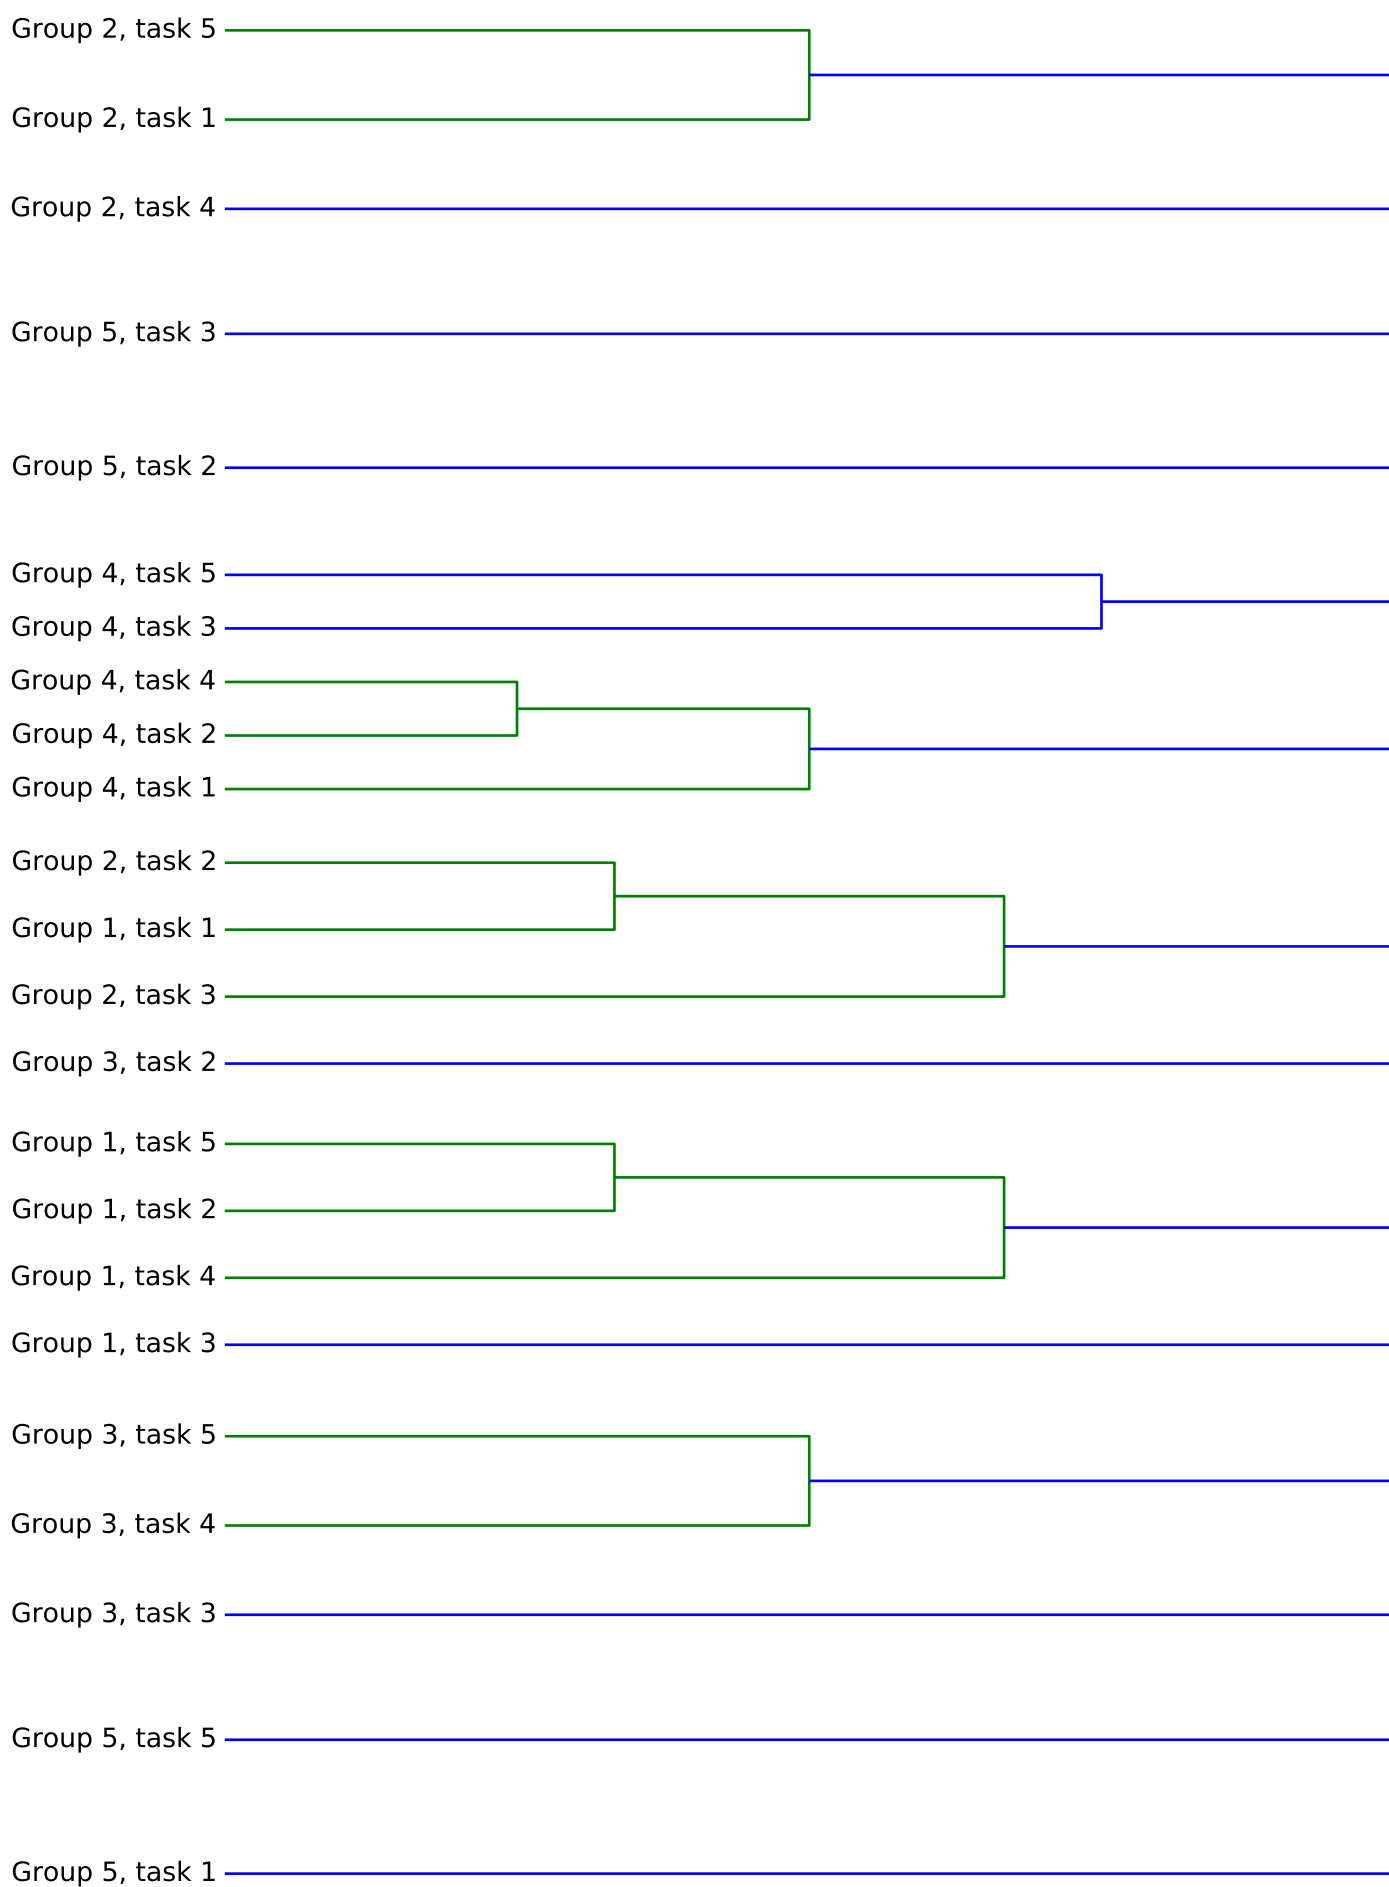 Group 2, task 5
Group 2, task 1
Group 2, task 4
Group 5, task 3
Group 5, task 2
Group 4, task 5
Group 4, task 3
Group 4, task 4
Group 4, task 2
Group 4, task 1
Group 2, task 2
Group 1, task 1
Group 2, task 3
Group 3, task 2
Group 1, task 5
Group 1, task 2
Group 1, task 4
Group 1, task 3
Group 3, task 5
Group 3, task 4
Group 3, task 3
Group 5, task 5
Group 5, task 1